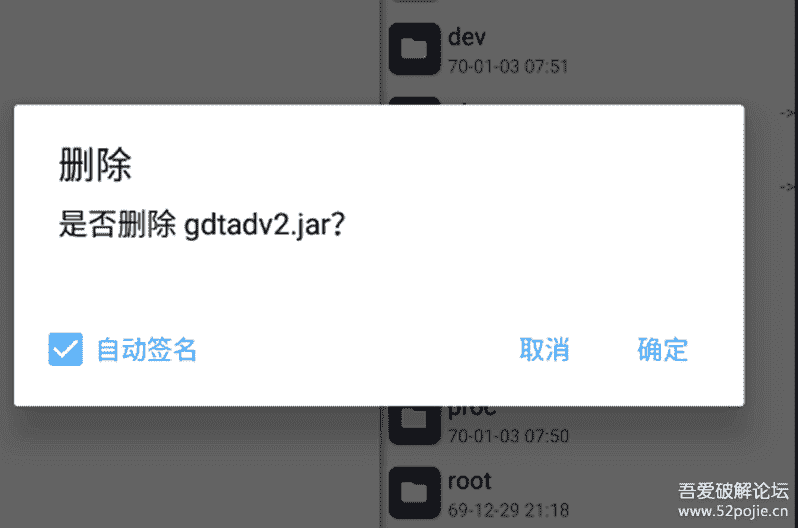 dev
70-01-03 07:51
->
->
删除
是否删除 gdtadv2.jar?
自动签名
取消
确定
proc
70-01-03 07:50
root
69-12-29 21:18
吾爱破解论坛
www.52pojie.cn